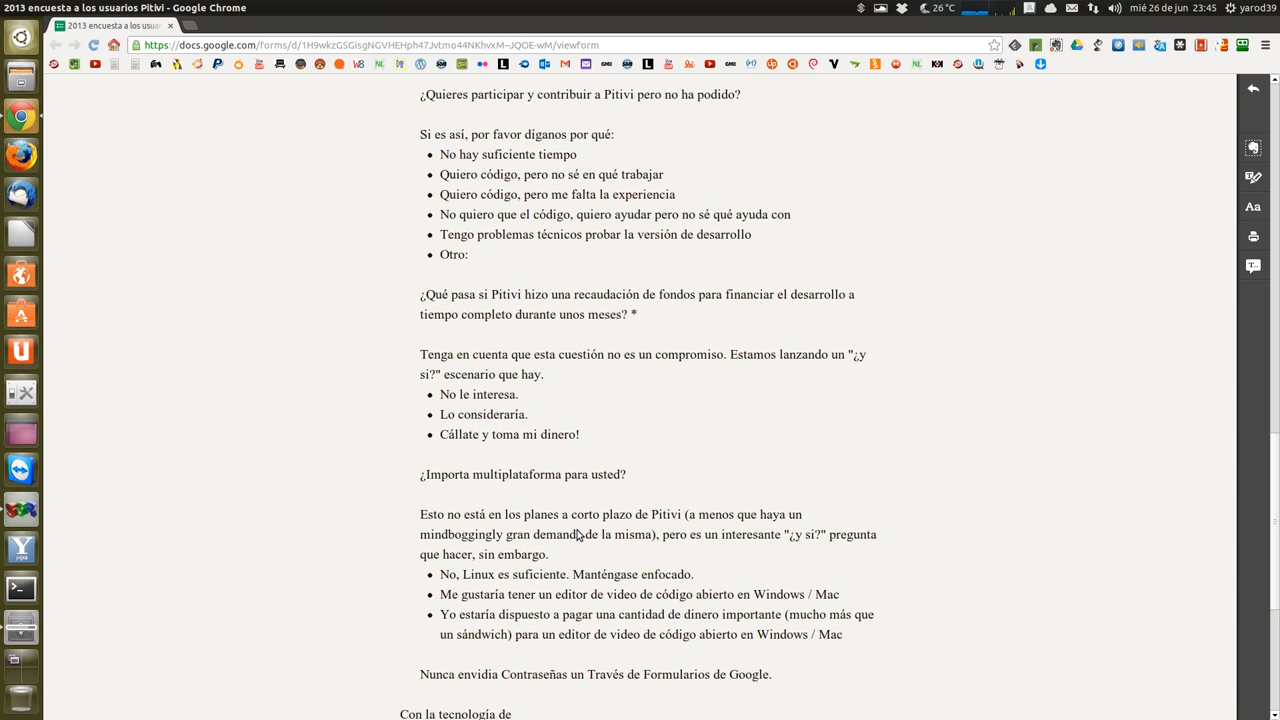 2013 encuesta a los usuarios Pitivi - Google Chrome
26°C
mié 26 de jun 23:45
yarod39
2013 encuesta a los usua
https://docs.google.com/forms/d/1H9wkzGSGisgNGVHEHph47Jvtmo44NKhvxM-JQOE-wM/viewform
¿Quieres participar y contribuir a Pitivi pero no ha podido?
Si es así, por favor díganos por qué:
No hay suficiente tiempo
Quiero código, pero no sé en qué trabajar
Quiero código, pero me falta la experiencia
No quiero que el código, quiero ayudar pero no sé qué ayuda con
Tengo problemas técnicos probar la versión de desarrollo
Otro:
¿Qué pasa si Pitivi hizo una recaudación de fondos para financiar el desarrollo a
tiempo completo durante unos meses? *
Tenga en cuenta que esta cuestión no es un compromiso. Estamos lanzando un "¿y
si?" escenario que hay.
No le interesa.
Lo consideraría.
Cállate y toma mi dinero!
¿Importa multiplataforma para usted?
Esto no está en los planes a corto plazo de Pitivi (a menos que haya un
mindboggingly gran demanda de la misma), pero es un interesante "¿y si?" pregunta
que hacer, sin embargo.
No, Linux es suficiente. Manténgase enfocado.
Me gustaría tener un editor de video de código abierto en Windows / Mac
Yo estaría dispuesto a pagar una cantidad de dinero importante (mucho más que
un sándwich) para un editor de video de código abierto en Windows / Mac
Nunca envidia Contraseñas un Través de Formularios de Google.
Con la tecnología de